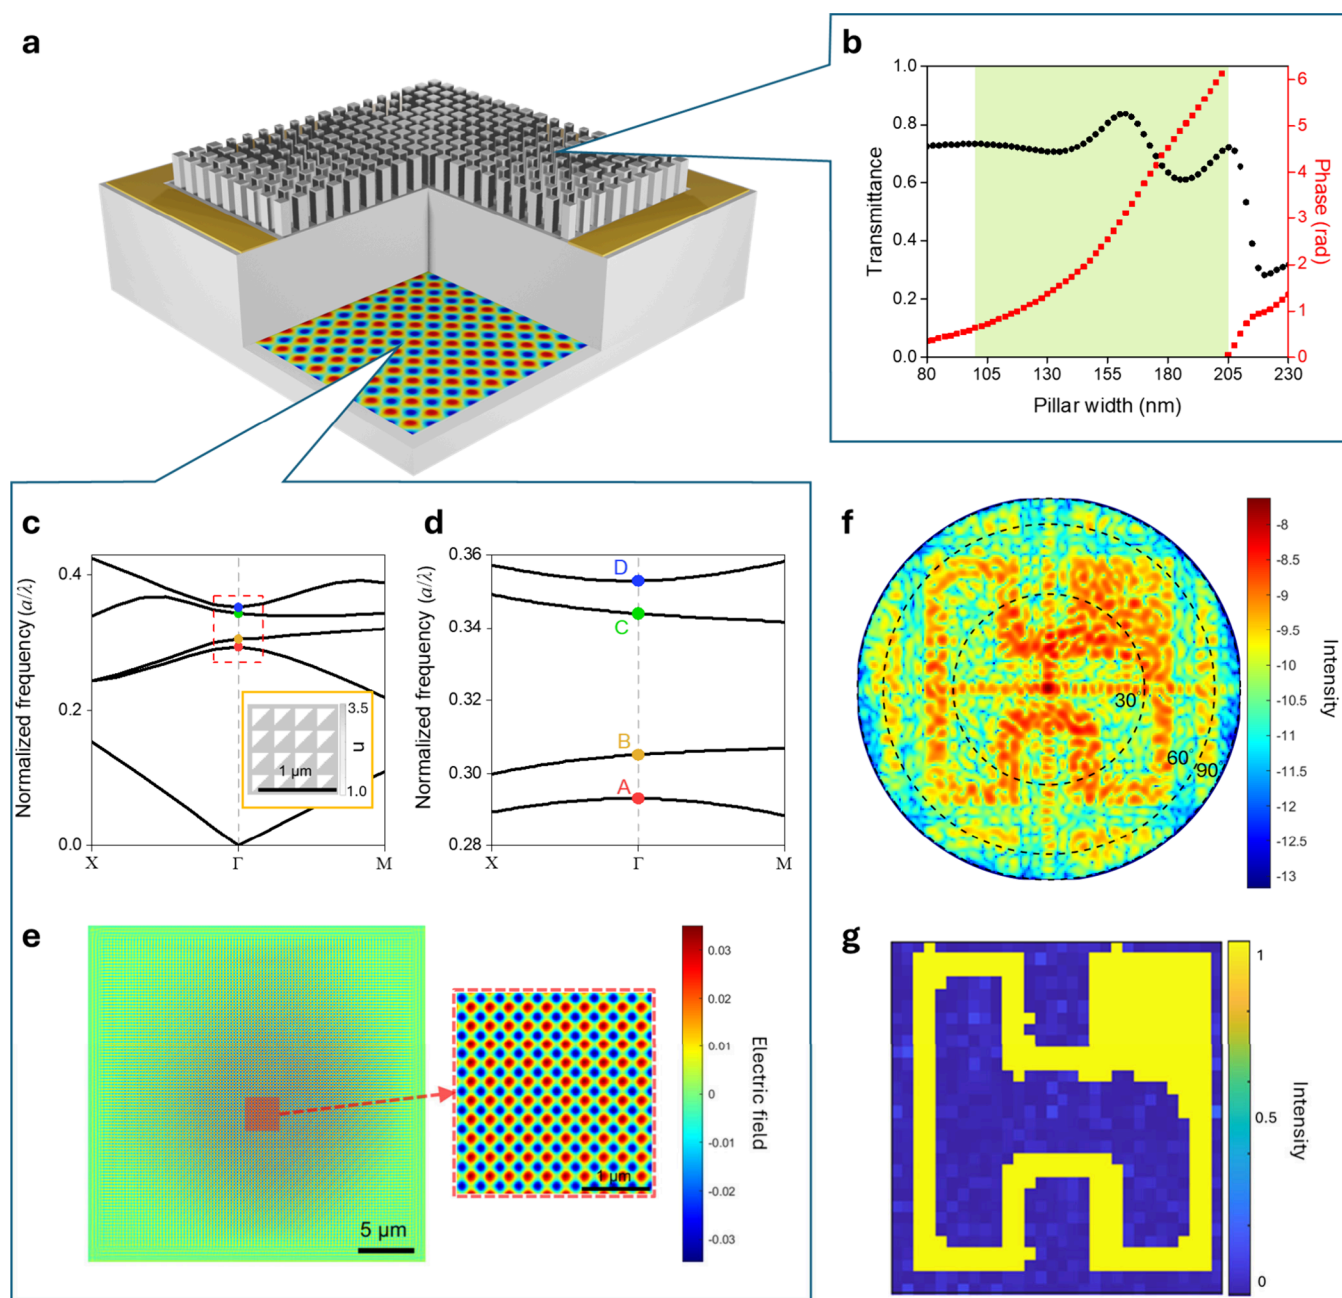 a
b
1.0
0.8
0.6
0.4
0.2
0.0
Transmittance
6
5
4
3
2
1
0
Phase (rad)
80 105 130 155 180 205 230
Pillar width (nm)
c
Normalized frequency (a/λ)
0.4
0.2
0.0
X Γ M
3.5
n
1.0
1 μm
d
Normalized frequency (a/λ)
0.36
0.34
0.32
0.30
0.28
D
C
B
A
X Γ M
e
5 μm
1 μm
0.03
0.02
0.01
0
-0.01
-0.02
-0.03
Electric field
f
30
60
90
-8
-8.5
-9
-9.5
-10
-10.5
-11
-11.5
-12
-12.5
-13
Intensity
g
1
0.5
0
Intensity